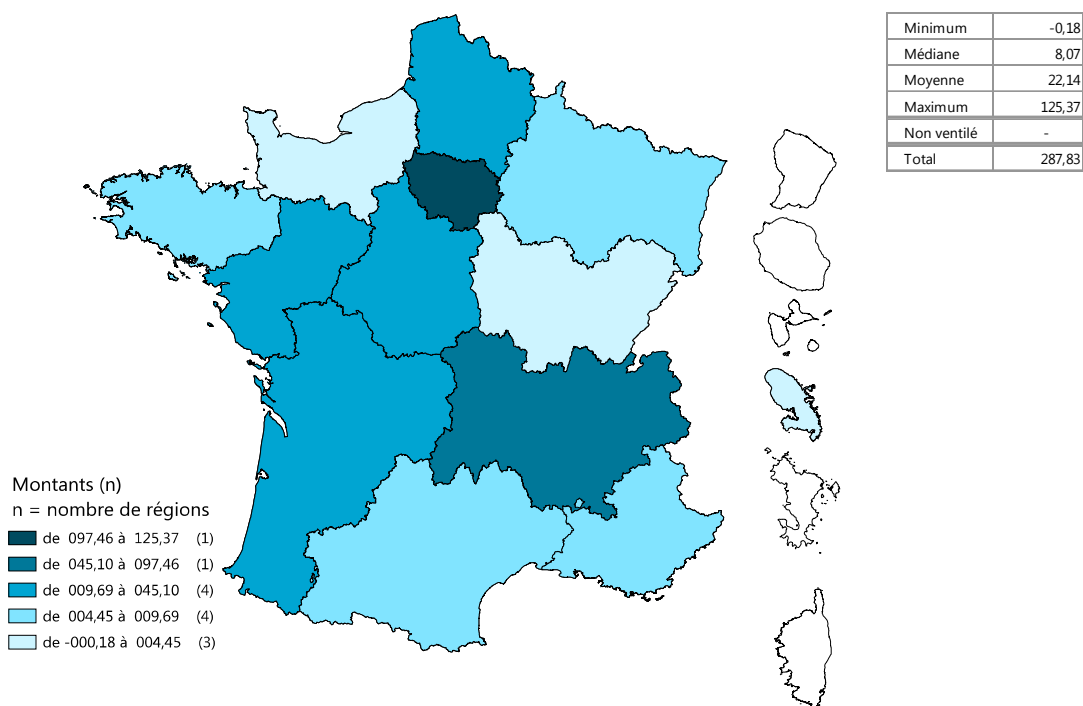 Minimum -0,18
Médiane 8,07
Moyenne 22,14
Maximum 125,37
Non ventilé -
Total 287,83
Montants (n)
n = nombre de régions
de 097,46 à 125,37 (1)
de 045,10 à 097,46 (1)
de 009,69 à 045,10 (4)
de 004,45 à 009,69 (4)
de -000,18 à 004,45 (3)